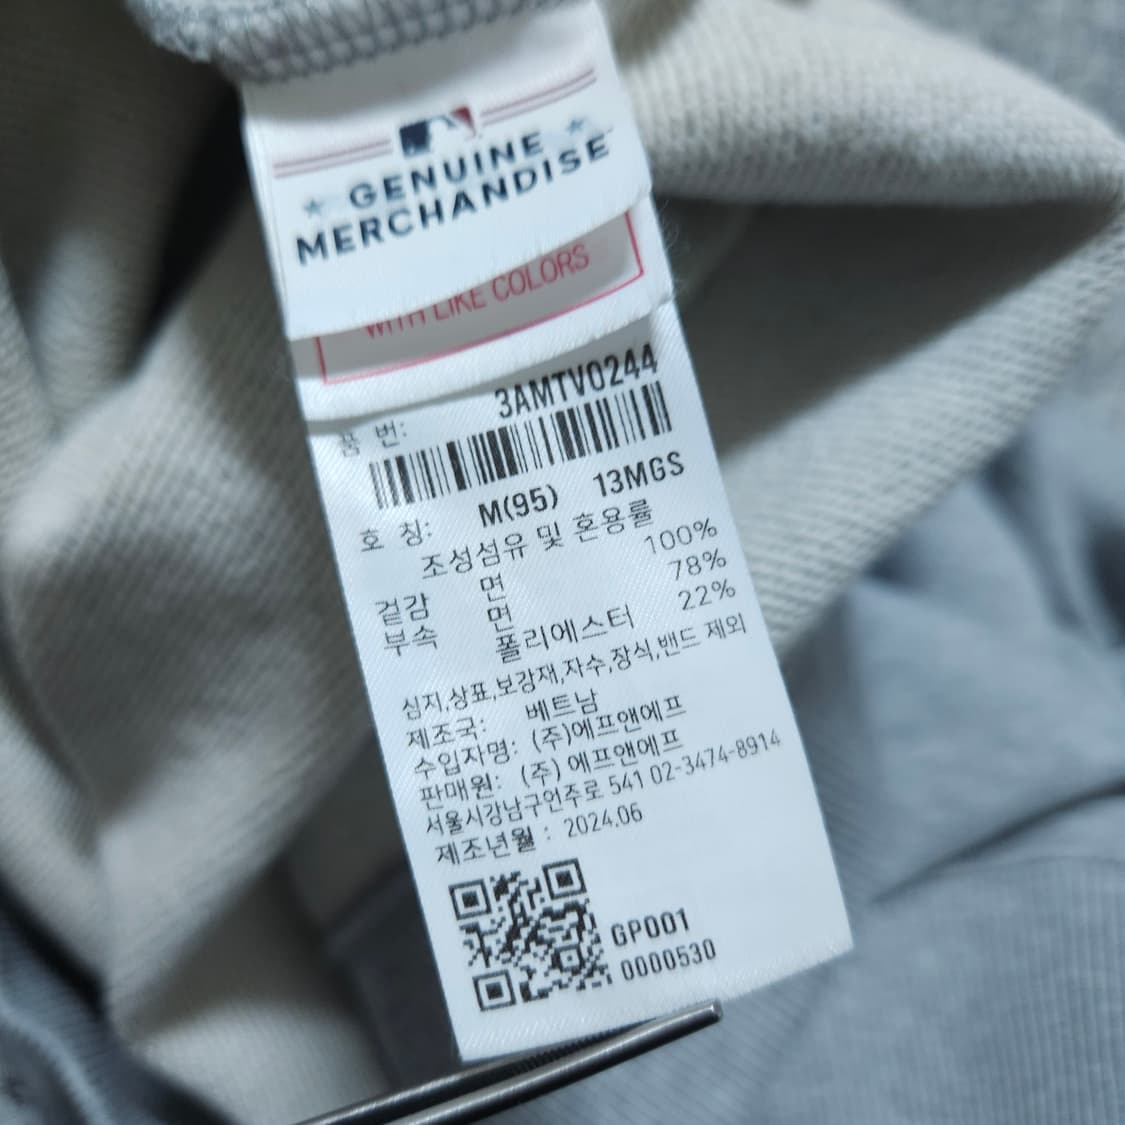 GENUINE
MERCHANDISE
WITH LIKE COLORS
품 번: 3AMTV0244
호 칭: M(95) 13MGS
조성섬유 및 혼용률
겉감 면 100%
부속 면 78%
폴리에스터 22%
심지,상표,보강재,자수,장식,밴드 제외
제조국: 베트남
수입자명: (주)에프앤에프
판매원: (주) 에프앤에프
서울시강남구언주로 541 02-3474-8914
제조년월 : 2024.06
GP001
0000530